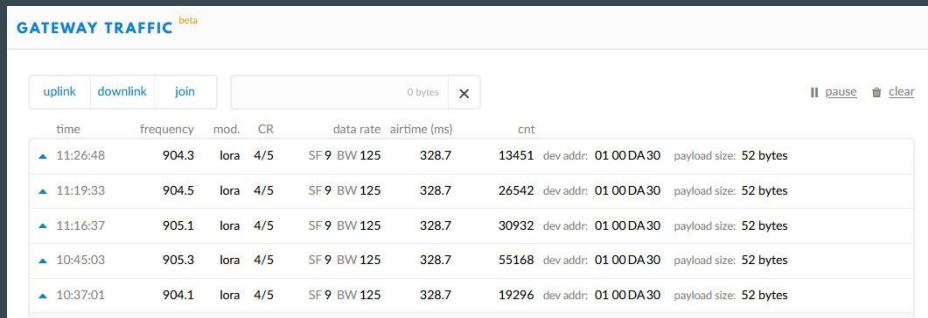 GATEWAY TRAFFIC beta
uplink downlink join 0 bytes × pause clear
time frequency mod. CR data rate airtime (ms) cnt
11:26:48 904.3 lora 4/5 SF 9 BW 125 328.7 13451 dev addr: 01 00 DA 30 payload size: 52 bytes
11:19:33 904.5 lora 4/5 SF 9 BW 125 328.7 26542 dev addr: 01 00 DA 30 payload size: 52 bytes
11:16:37 905.1 lora 4/5 SF 9 BW 125 328.7 30932 dev addr: 01 00 DA 30 payload size: 52 bytes
10:45:03 905.3 lora 4/5 SF 9 BW 125 328.7 55168 dev addr: 01 00 DA 30 payload size: 52 bytes
10:37:01 904.1 lora 4/5 SF 9 BW 125 328.7 19296 dev addr: 01 00 DA 30 payload size: 52 bytes